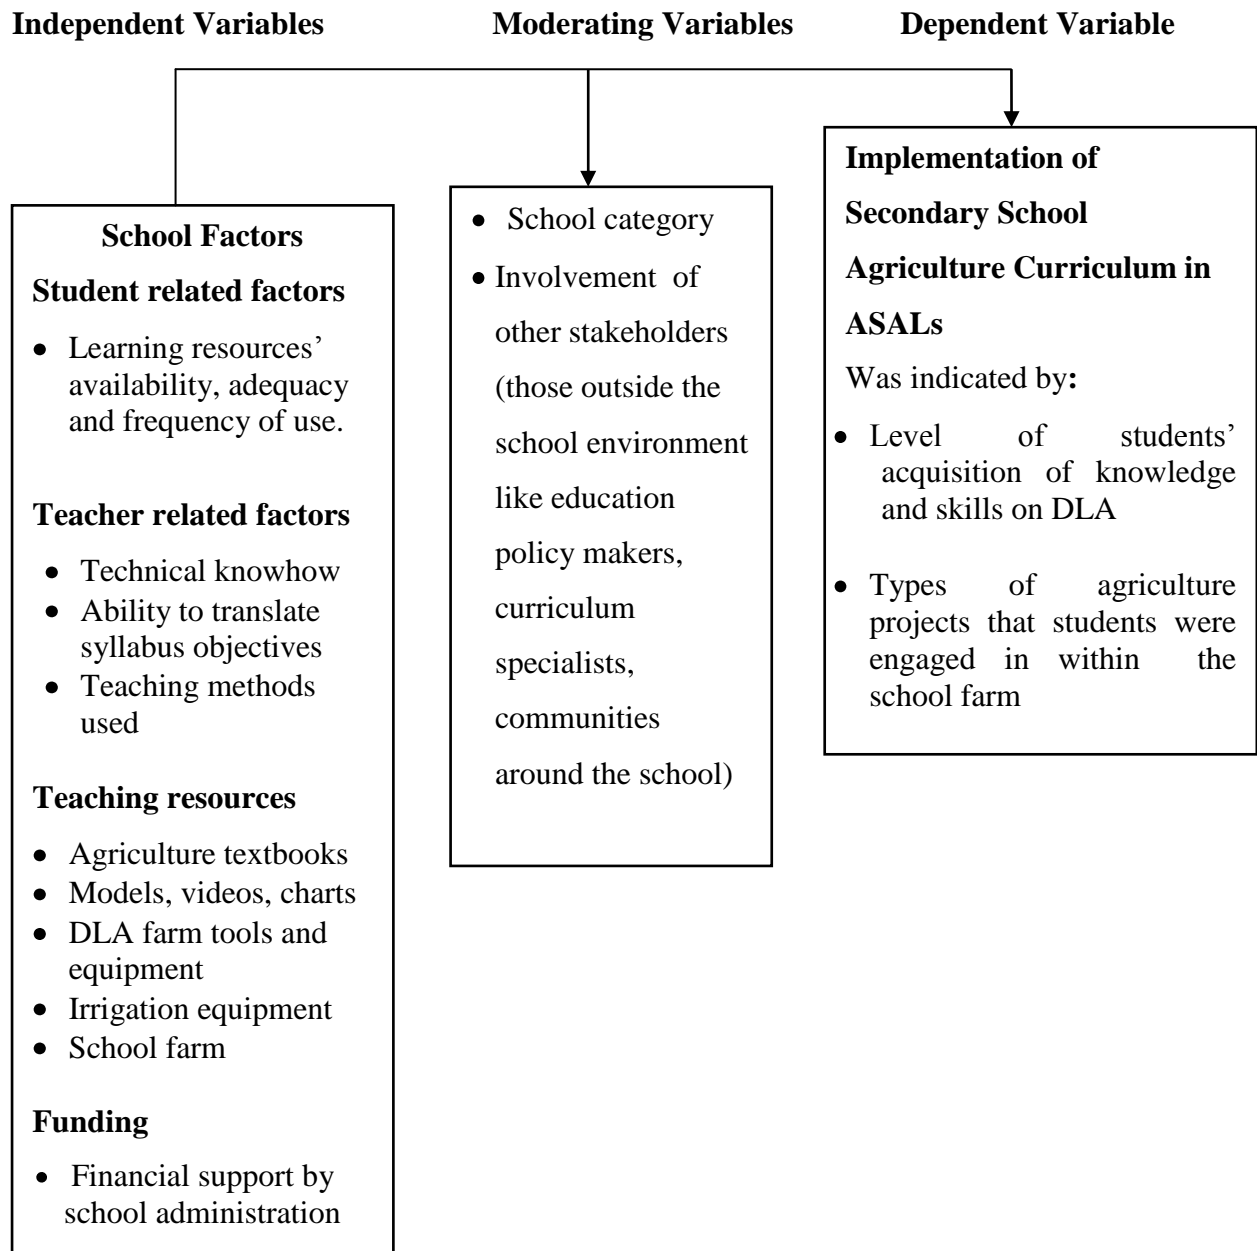 Independent Variables
Moderating Variables
Dependent Variable
School Factors
Student related factors
• Learning resources’
availability, adequacy
and frequency of use.
Teacher related factors
• Technical knowhow
• Ability to translate
syllabus objectives
• Teaching methods
used
Teaching resources
• Agriculture textbooks
• Models, videos, charts
• DLA farm tools and
equipment
• Irrigation equipment
• School farm
Funding
• Financial support by
school administration
• School category
• Involvement of
other stakeholders
(those outside the
school environment
like education
policy makers,
curriculum
specialists,
communities
around the school)
Implementation of
Secondary School
Agriculture Curriculum in
ASALs
Was indicated by:
• Level of students’
acquisition of knowledge
and skills on DLA
• Types of agriculture
projects that students were
engaged in within the
school farm